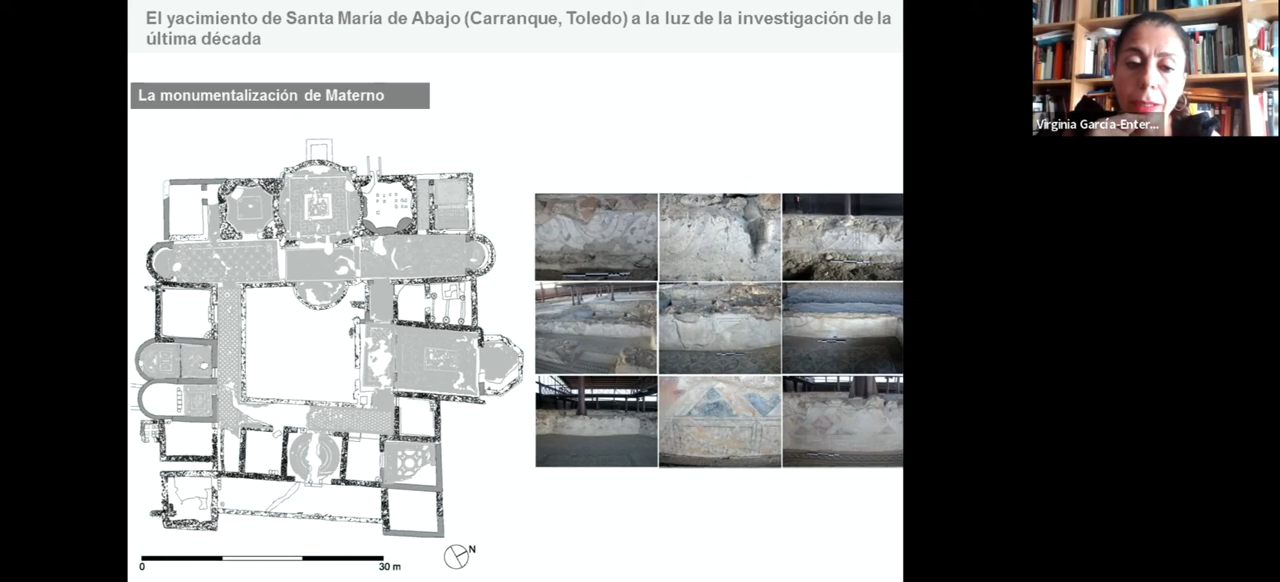 El yacimiento de Santa María de Abajo (Carranque, Toledo) a la luz de la investigación de la
última década
La monumentalización de Materno
Virginia García-Enter...
N
0
30 m